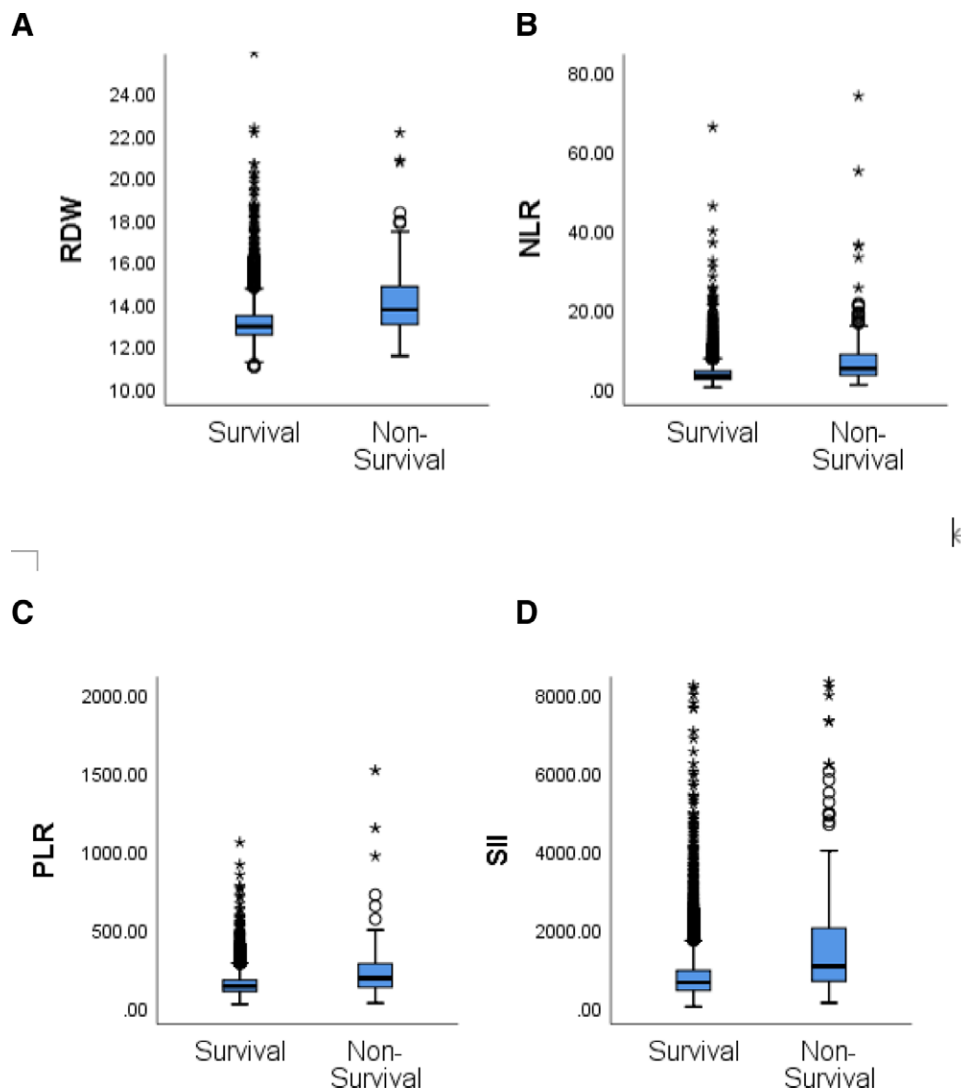 A
RDW
24.00
22.00
20.00
18.00
16.00
14.00
12.00
10.00
Survival
Non-
Survival
B
NLR
80.00
60.00
40.00
20.00
.00
Survival
Non-
Survival
C
PLR
2000.00
1500.00
1000.00
500.00
.00
Survival
Non-
Survival
D
SII
8000.00
6000.00
4000.00
2000.00
.00
Survival
Non-
Survival